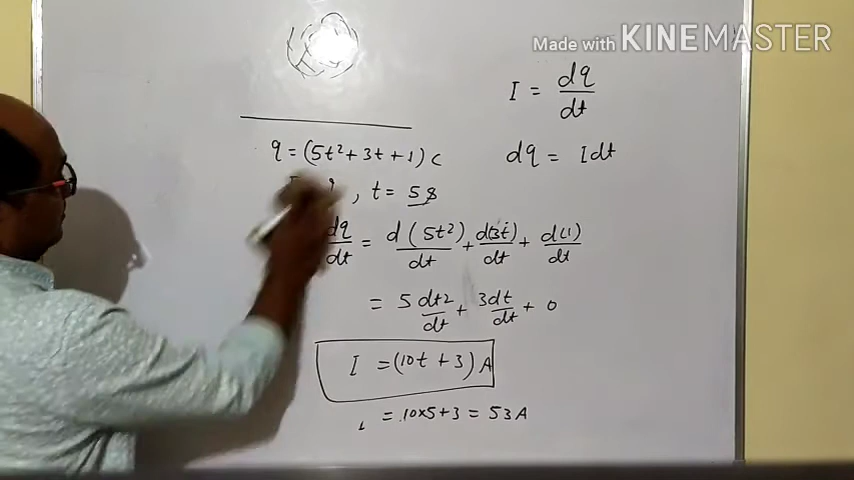 Made with KINEMASTER
I = dq/dt
q = (5t² + 3t + 1) C
dq = I dt
, t = 5s
dq/dt = d(5t²)/dt + d(3t)/dt + d(1)/dt
= 5 dt2/dt + 3dt/dt + 0
I = (10t + 3) A
= 10×5+3 = 53A